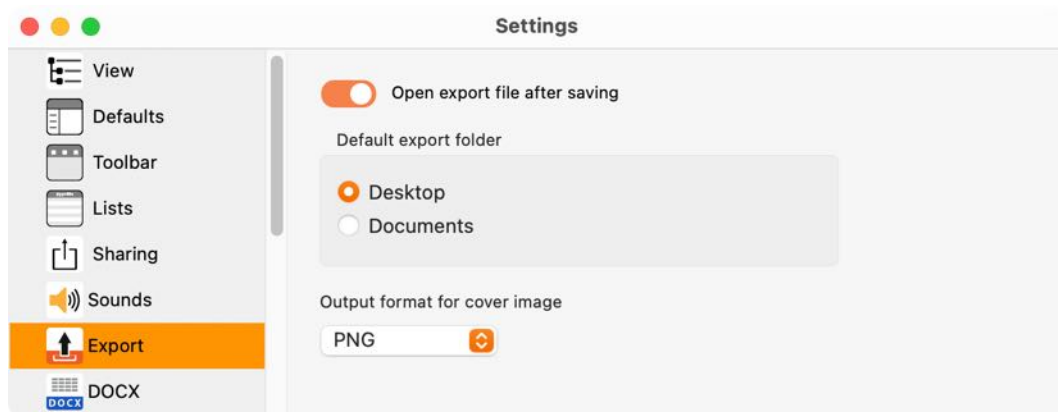 Settings
View
Defaults
Toolbar
Lists
Sharing
Sounds
Export
DOCX
DOCX
Open export file after saving
Default export folder
Desktop
Documents
Output format for cover image
PNG